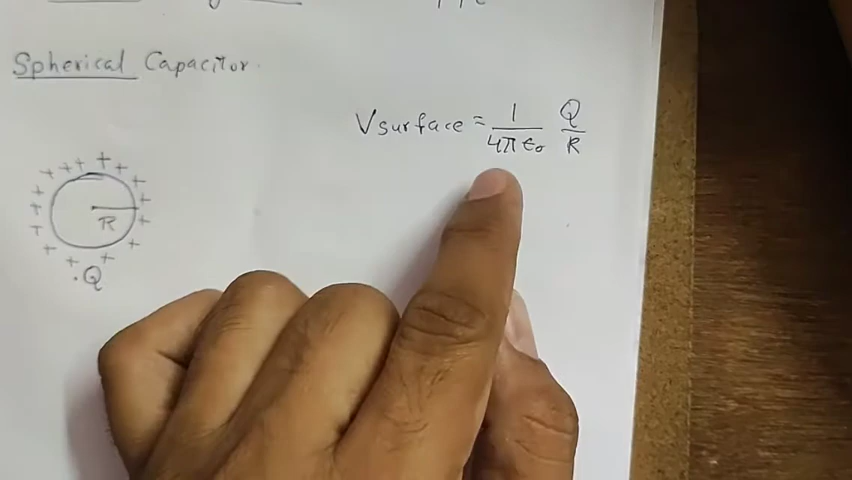 Spherical Capacitor.
Vsurface = 1/4πε₀ Q/R
R
Q